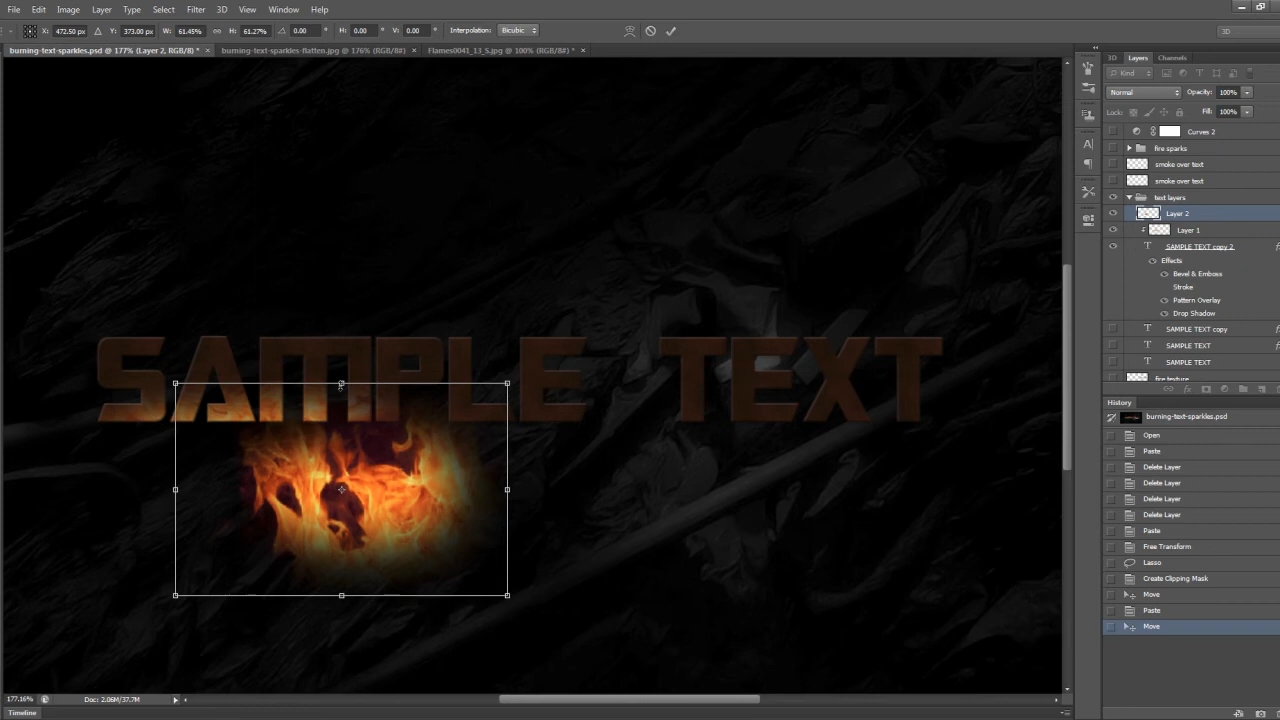 File Edit Image Layer Type Select Filter 3D View Window Help
X: 472.50 px Y: 373.00 px W: 61.45% H: 61.27% 0.00 H: 0.00 V: 0.00 Interpolation: Bicubic 3D
burning-text-sparkles.psd @ 177% (Layer 2, RGB/8) * × burning-text-sparkles-flatten.jpg @ 176% (RGB/8#) × Flames0041_13_S.jpg @ 100% (RGB/8#) * ×
3D Layers Channels
Kind
Normal Opacity: 100%
Lock: Fill: 100%
Curves 2
fire sparks
smoke over text
smoke over text
text layers
Layer 2
Layer 1
T SAMPLE TEXT copy 2
Effects
Bevel & Emboss
Stroke
Pattern Overlay
Drop Shadow
T SAMPLE TEXT copy
T SAMPLE TEXT
T SAMPLE TEXT
fire texture
SAMPLE TEXT
History
burning-text-sparkles.psd
Open
Paste
Delete Layer
Delete Layer
Delete Layer
Delete Layer
Paste
Free Transform
Lasso
Create Clipping Mask
Move
Paste
Move
177.16% Doc: 2.06M/37.7M
Timeline